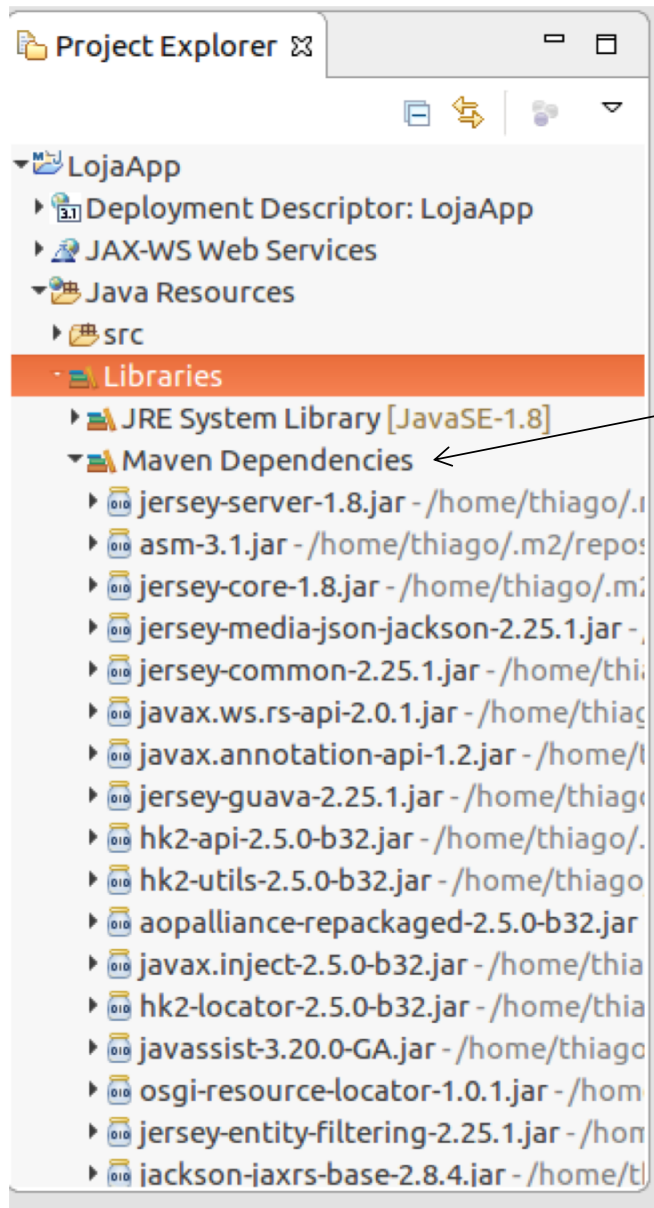 Project Explorer
LojaApp
3.1 Deployment Descriptor: LojaApp
JAX-WS Web Services
Java Resources
src
Libraries
JRE System Library [JavaSE-1.8]
Maven Dependencies
jersey-server-1.8.jar - /home/thiago/.
asm-3.1.jar - /home/thiago/.m2/repos
jersey-core-1.8.jar - /home/thiago/.m2
jersey-media-json-jackson-2.25.1.jar - /
jersey-common-2.25.1.jar - /home/thia
javax.ws.rs-api-2.0.1.jar - /home/thiag
javax.annotation-api-1.2.jar - /home/t
jersey-guava-2.25.1.jar - /home/thiago
hk2-api-2.5.0-b32.jar - /home/thiago/.
hk2-utils-2.5.0-b32.jar - /home/thiago
aopalliance-repackaged-2.5.0-b32.jar
javax.inject-2.5.0-b32.jar - /home/thia
hk2-locator-2.5.0-b32.jar - /home/thia
javassist-3.20.0-GA.jar - /home/thiago
osgi-resource-locator-1.0.1.jar - /hom
jersey-entity-filtering-2.25.1.jar - /hom
jackson-jaxrs-base-2.8.4.jar - /home/t